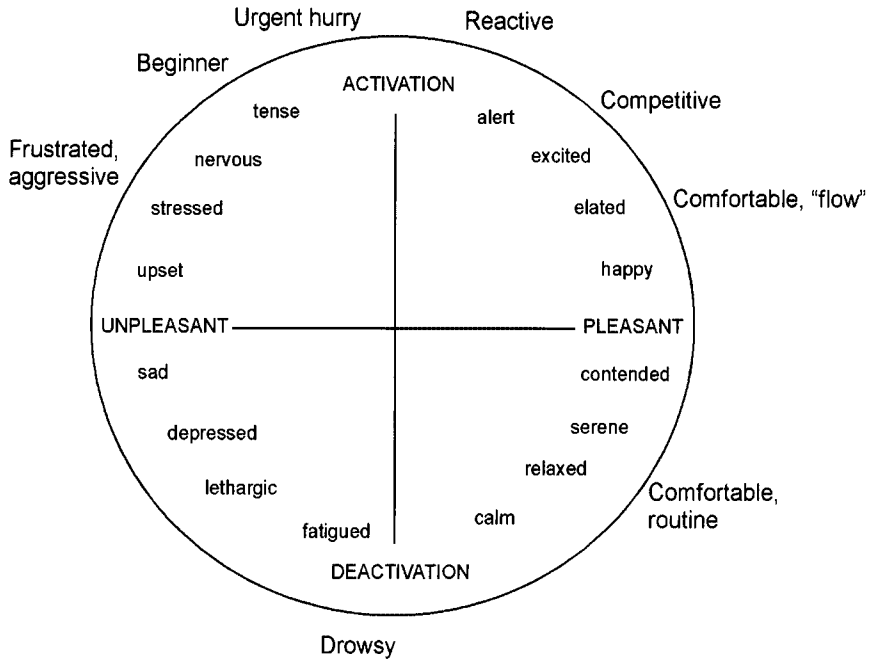 Urgent hurry
Reactive
Beginner
ACTIVATION
Competitive
tense
alert
Frustrated,
aggressive
nervous
excited
stressed
elated
Comfortable, “flow”
upset
happy
UNPLEASANT
PLEASANT
sad
contended
depressed
serene
lethargic
relaxed
Comfortable,
routine
fatigued
calm
DEACTIVATION
Drowsy